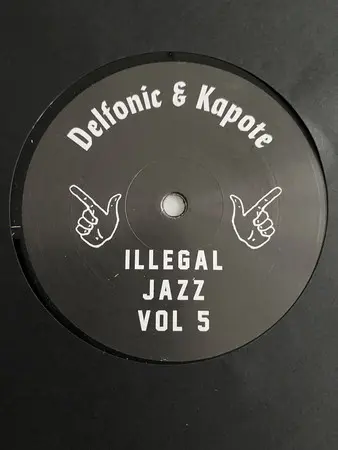 Delfonic & Kapote
ILLEGAL
JAZZ
VOL 5